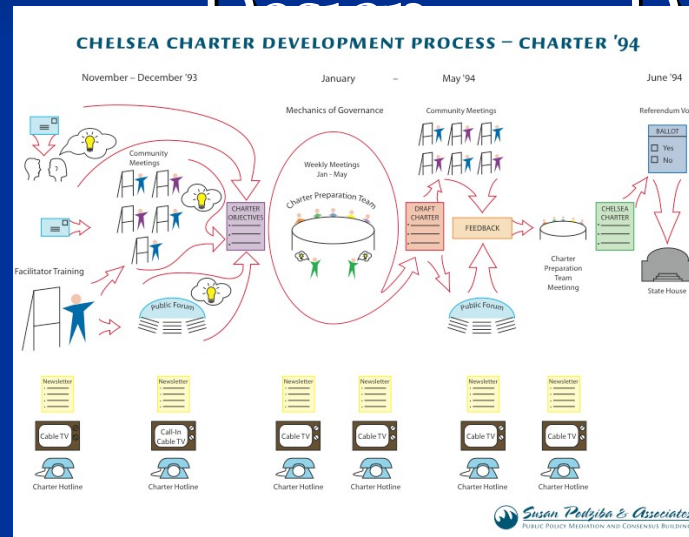 Design
CHELSEA CHARTER DEVELOPMENT PROCESS – CHARTER '94
November – December '93
January – May '94
June '94
Mechanics of Governance
Community Meetings
Referendum Vo
Community
Meetings
Weekly Meetings
Jan - May
Charter Preparation Team
BALLOT
Yes
No
CHARTER
OBJECTIVES
DRAFT
CHARTER
FEEDBACK
CHELSEA
CHARTER
Charter
Preparation
Team
Meetinng
Facilitator Training
Public Forum
Public Forum
State House
Newsletter
Newsletter
Newsletter
Newsletter
Newsletter
Newsletter
Cable TV
Call-In
Cable TV
Cable TV
Cable TV
Cable TV
Cable TV
Charter Hotline
Charter Hotline
Charter Hotline
Charter Hotline
Charter Hotline
Charter Hotline
Susan Podziba & Associates
PUBLIC POLICY MEDIATION AND CONSENSUS BUILDING